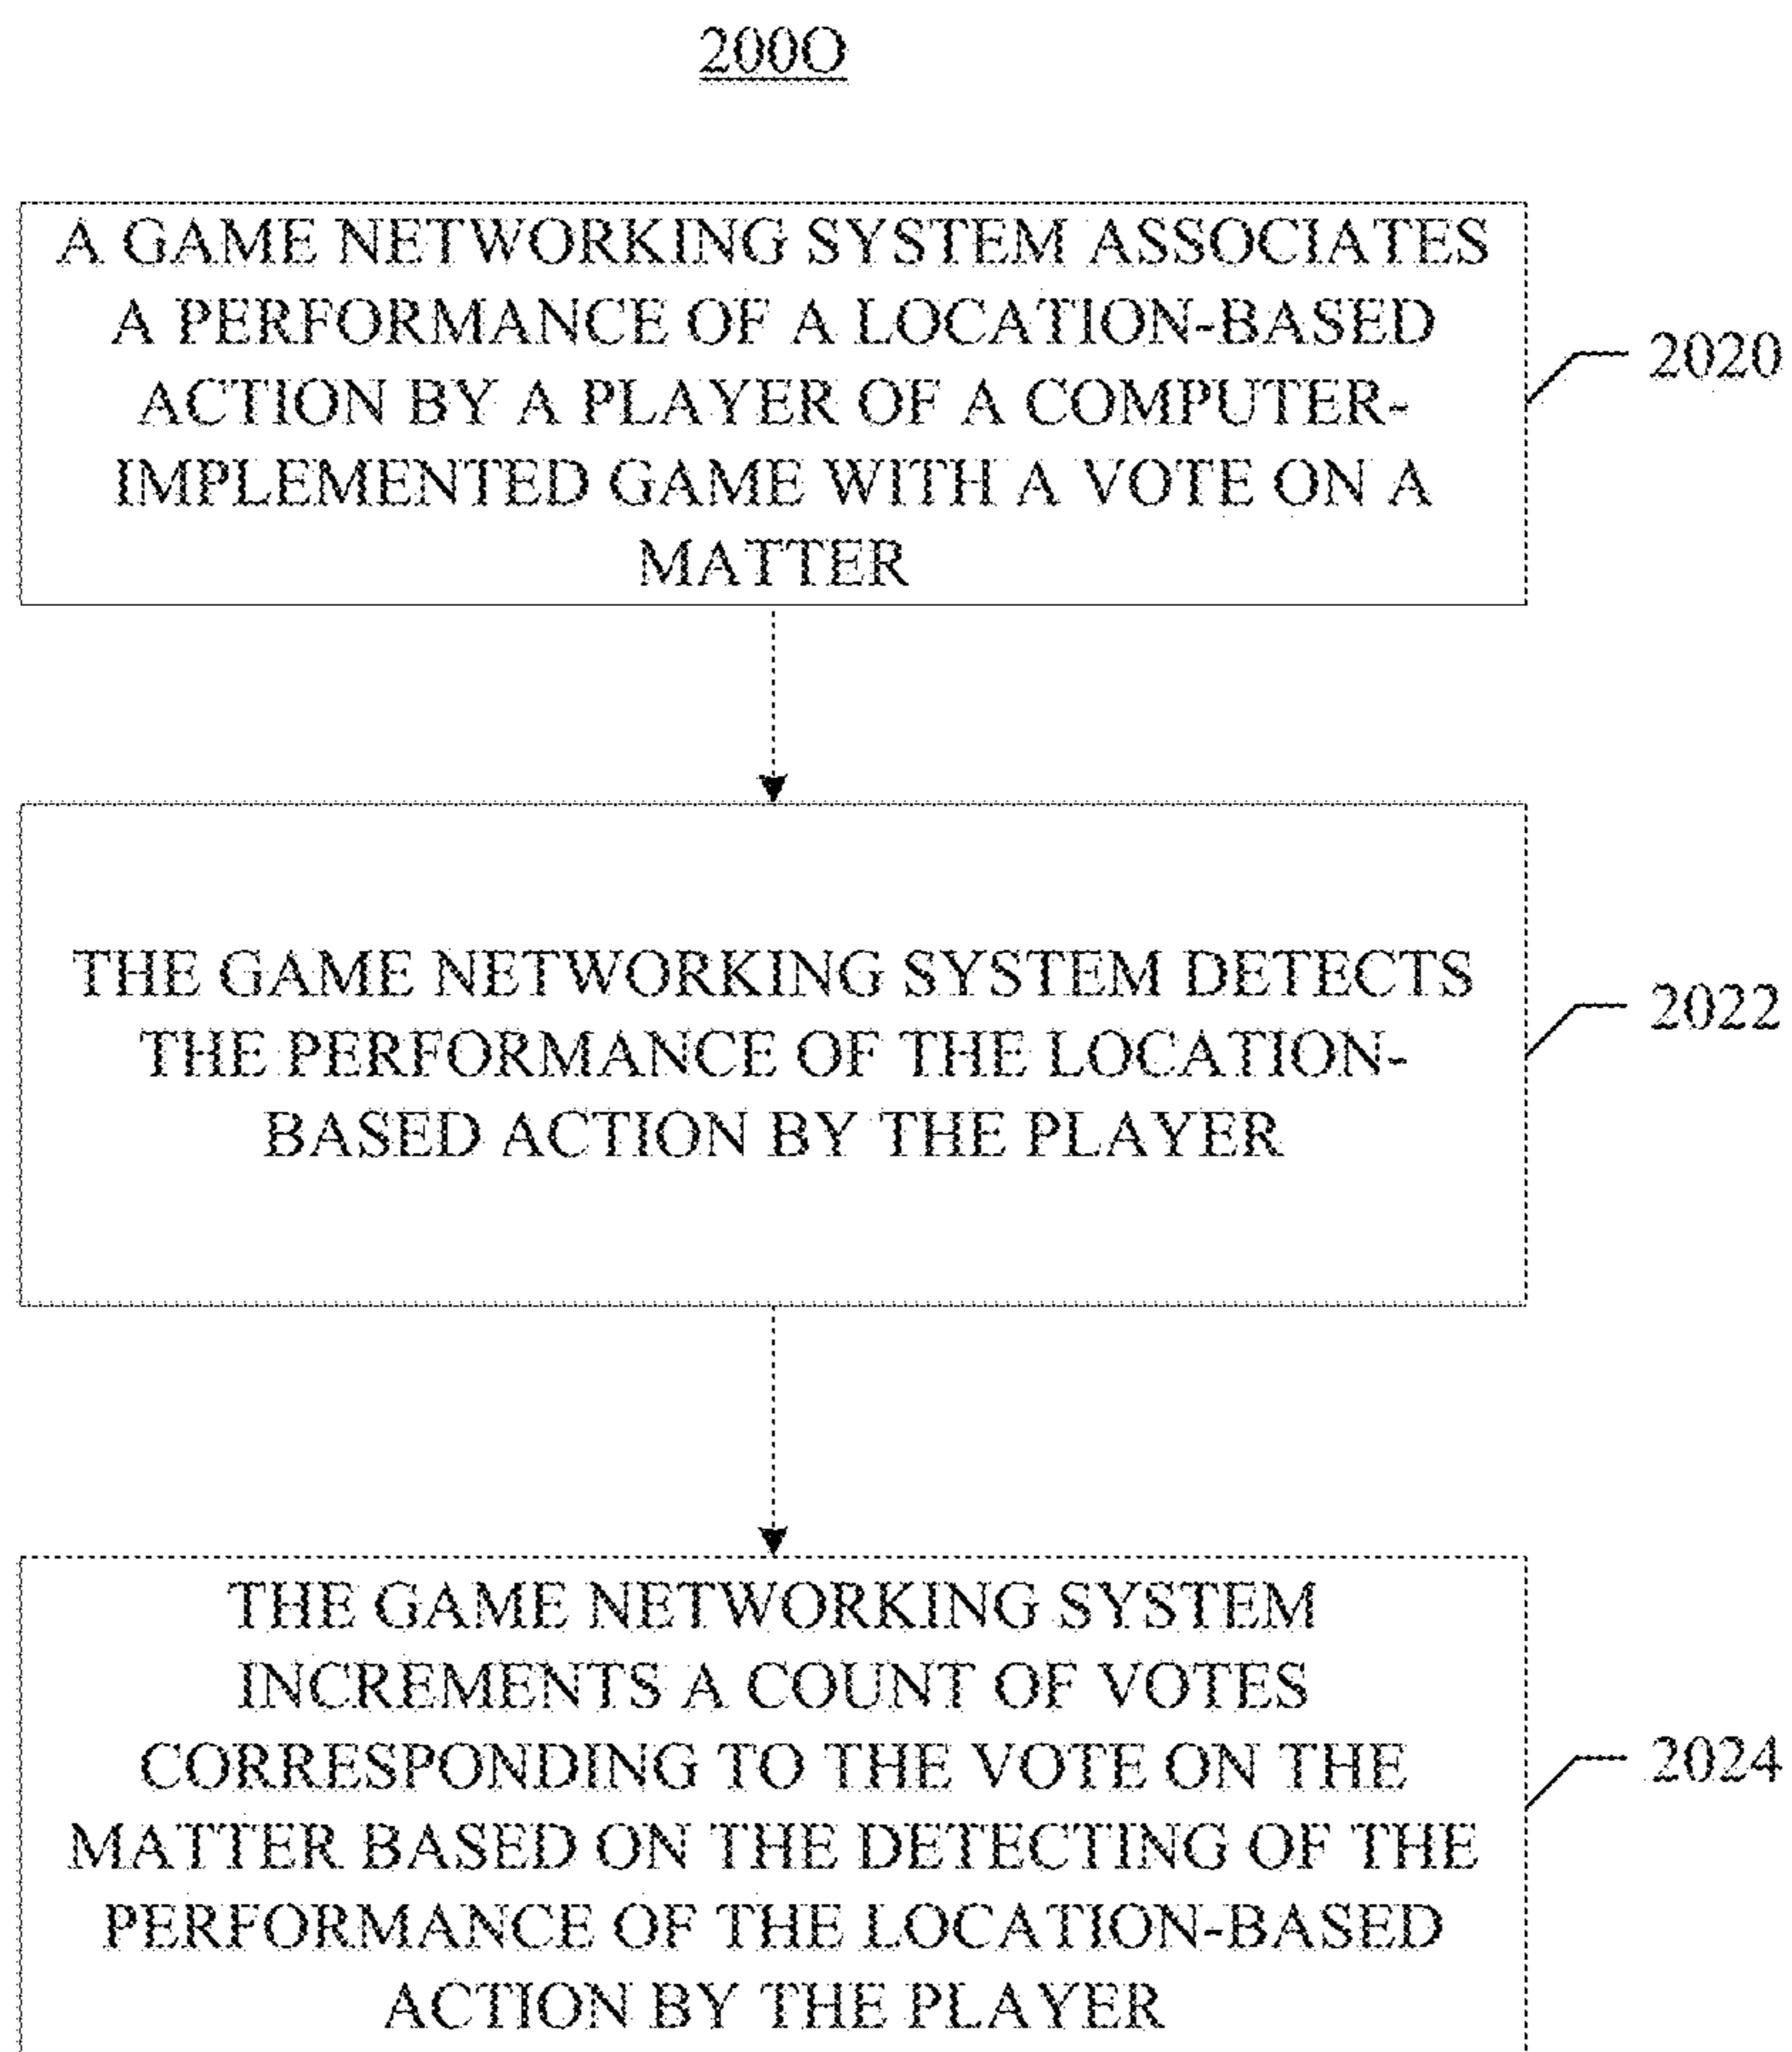 200O
A GAME NETWORKING SYSTEM ASSOCIATES
A PERFORMANCE OF A LOCATION-BASED
ACTION BY A PLAYER OF A COMPUTER-
IMPLEMENTED GAME WITH A VOTE ON A
MATTER
2020
THE GAME NETWORKING SYSTEM DETECTS
THE PERFORMANCE OF THE LOCATION-
BASED ACTION BY THE PLAYER
2022
THE GAME NETWORKING SYSTEM
INCREMENTS A COUNT OF VOTES
CORRESPONDING TO THE VOTE ON THE
MATTER BASED ON THE DETECTING OF THE
PERFORMANCE OF THE LOCATION-BASED
ACTION BY THE PLAYER
2024